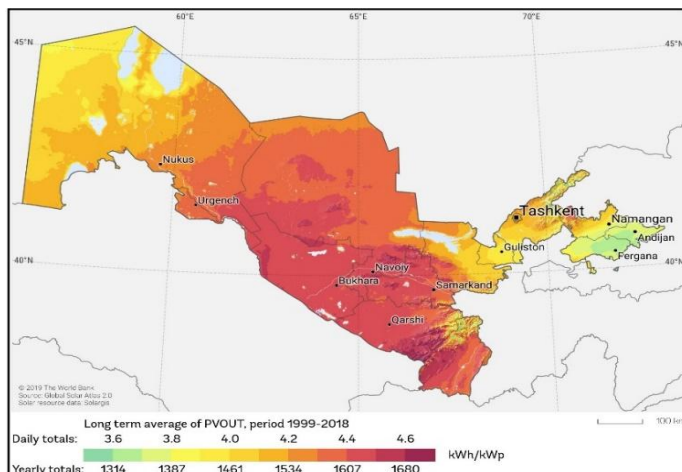 60°E
65°E
70°E
45°N
45°N
Nukus
Urgench
Tashkent
Namangan
Andijan
Guliston
Fergana
40°N
40°N
Navoiy
Bukhara
Samarkand
Qarshi
© 2019 The World Bank
Source: Global Solar Atlas 2.0
Solar resource data: Solargis
100 km
Long term average of PVOUT, period 1999-2018
Daily totals: 3.6 3.8 4.0 4.2 4.4 4.6
kWh/kWp
Yearly totals: 1314 1387 1461 1534 1607 1680